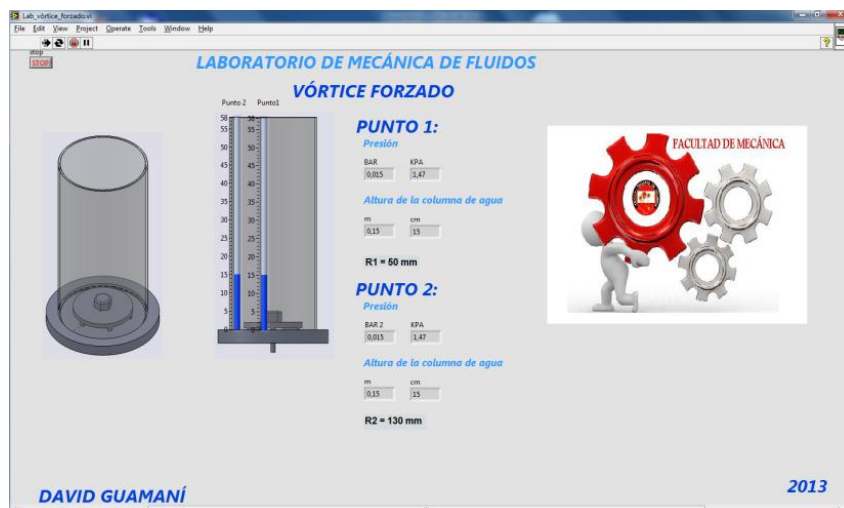 Lab_vórtice_forzado.vi
File Edit View Project Operate Tools Window Help
stop
STOP
LABORATORIO DE MECÁNICA DE FLUIDOS
VÓRTICE FORZADO
Punto 2 Punto1
58 58
55 55
50 50
45 45
40 40
35 35
30 30
25 25
20 20
15 15
10 10
5 5
0 0
PUNTO 1:
Presión
BAR KPA
0,015 1,47
Altura de la columna de agua
m cm
0,15 15
R1 = 50 mm
PUNTO 2:
Presión
BAR 2 KPA
0,015 1,47
Altura de la columna de agua
m cm
0,15 15
R2 = 130 mm
FACULTAD DE MECÁNICA
DAVID GUAMANÍ
2013